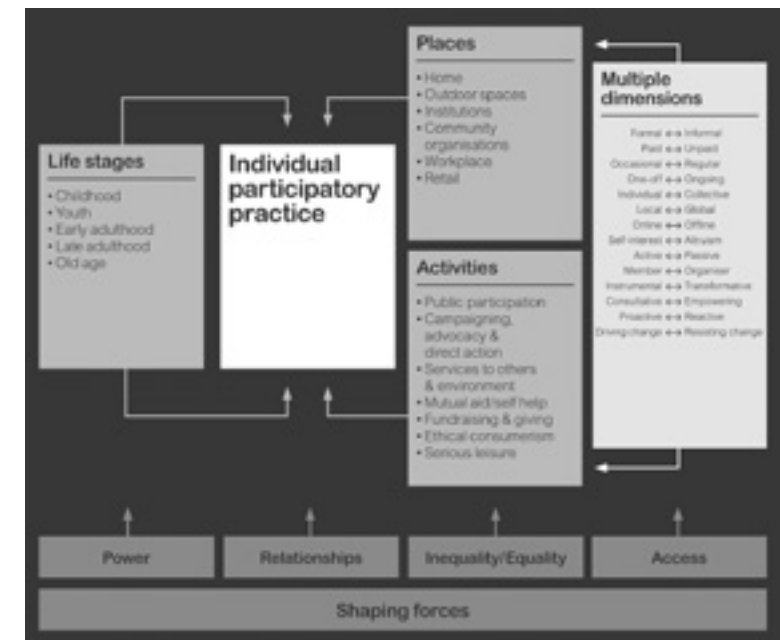 Places
• Home
• Outdoor spaces
• Institutions
• Community
organisations
• Workplace
• Retail
Multiple
dimensions
Formal ↔ Informal
Paid ↔ Unpaid
Occasional ↔ Regular
One-off ↔ Ongoing
Individual ↔ Collective
Local ↔ Global
Online ↔ Offline
Self-interest ↔ Altruism
Active ↔ Passive
Member ↔ Organiser
Instrumental ↔ Transformative
Consultative ↔ Empowering
Proactive ↔ Reactive
Driving change ↔ Resisting change
Life stages
• Childhood
• Youth
• Early adulthood
• Late adulthood
• Old age
Individual
participatory
practice
Activities
• Public participation
• Campaigning,
advocacy &
direct action
• Services to others
& environment
• Mutual aid/self help
• Fundraising & giving
• Ethical consumerism
• Serious leisure
Power
Relationships
Inequality/Equality
Access
Shaping forces